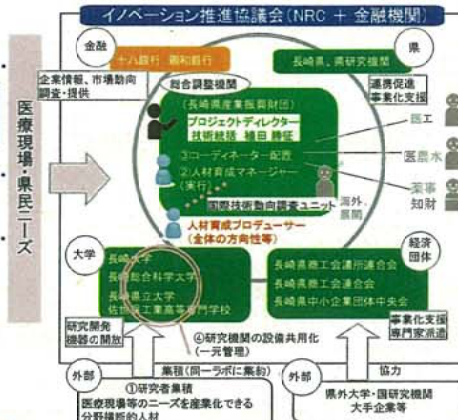 イノベーション推進協議会(NRC + 金融機関)
金融
十八銀行 親和銀行
企業情報、市場動向
調査・提供
県
長崎県、県研究機関
連携促進
事業化支援
総合調整機関
(長崎県産業振興財団)
プロジェクトディレクター
技術統括 植田 勝征
③コーディネーター配置
②人材育成マネージャー
(実行)
国際技術動向調査ユニット
海外
展開
人材育成プロデューサー
(全体の方向性等)
医工
医農水
薬事
知財
医療現場・県民ニーズ
大学
長崎大学
長崎総合科学大学
長崎県立大学
佐世保工業高等専門学校
研究開発
機器の開放
④研究機関の設備共用化
(一元管理)
経済
団体
長崎県商工会議所連合会
長崎県商工会連合会
長崎県中小企業団体中央会
事業化支援
専門家派遣
外部
集積(同一ラボに集約)
①研究者集積
医療現場等のニーズを産業化できる
分野横断的人材
外部
協力
県外大学・国研究機関
大手企業等